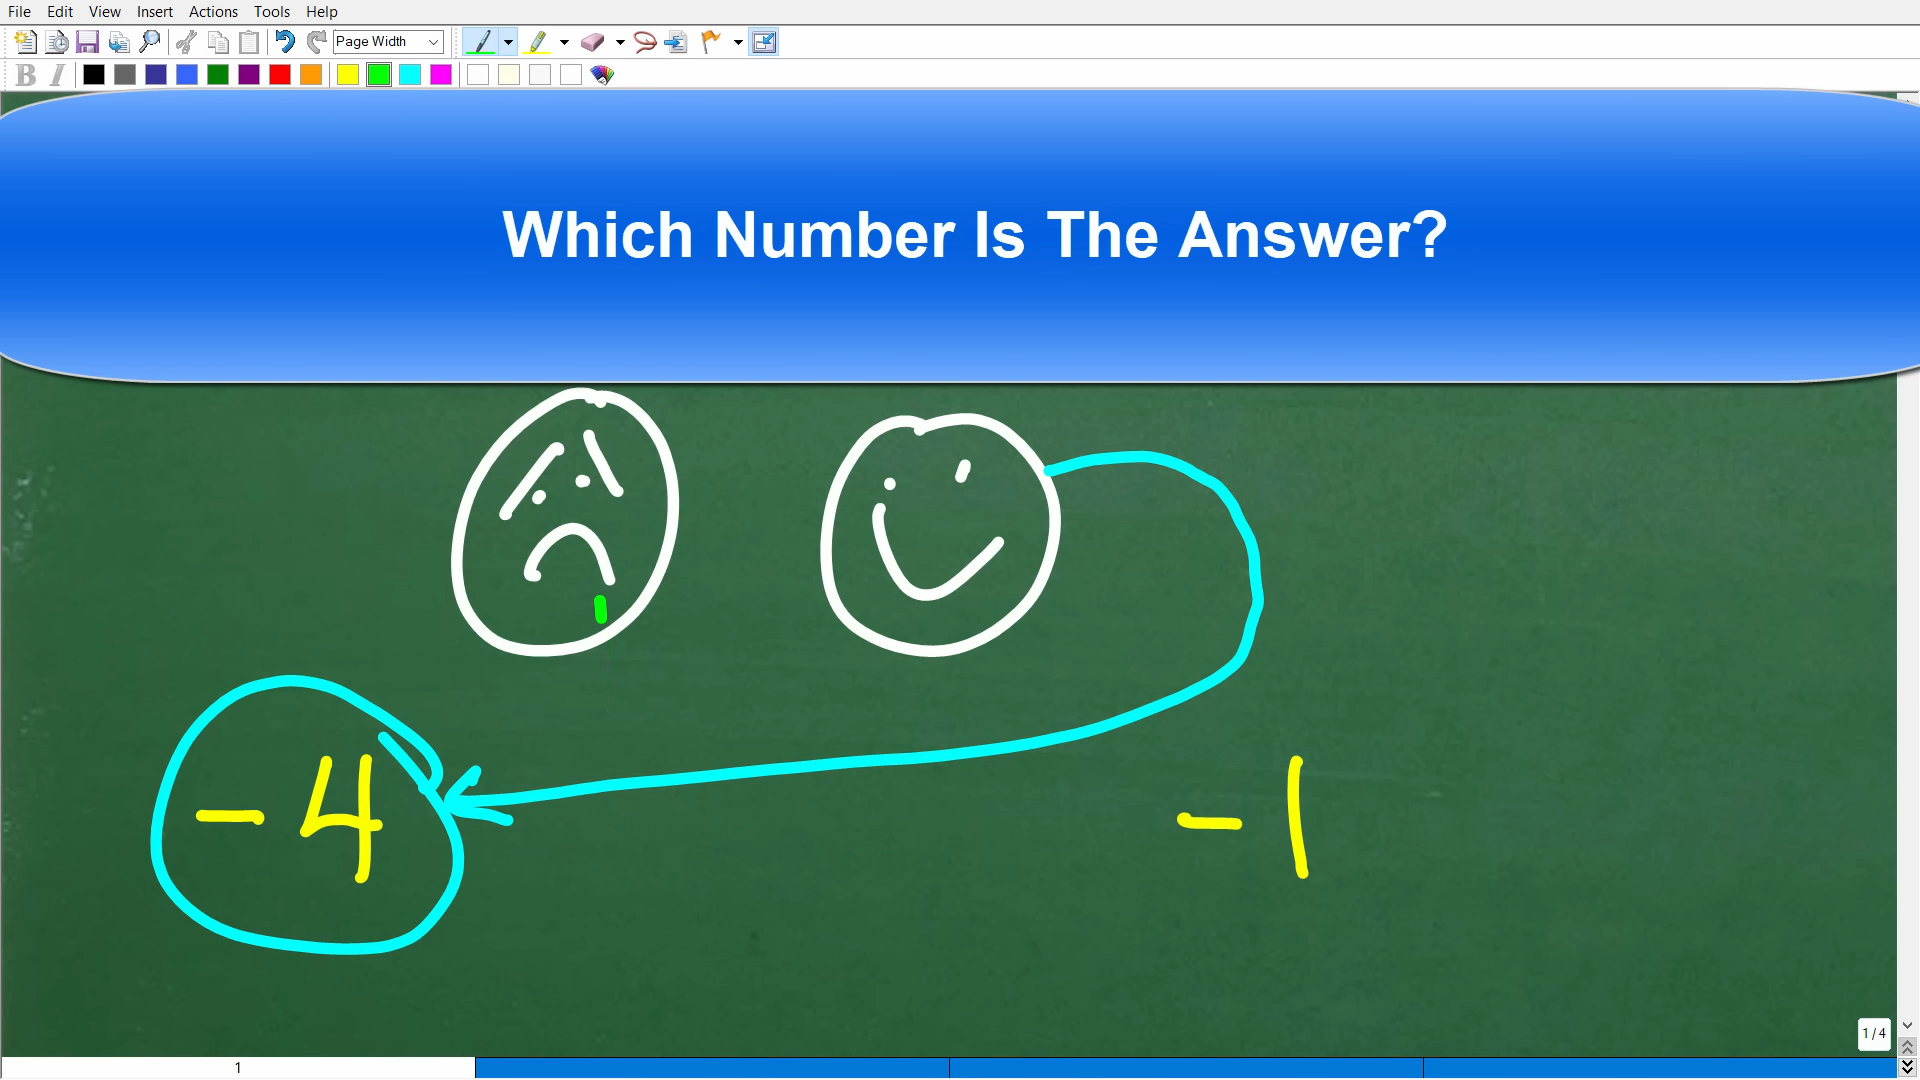 File Edit View Insert Actions Tools Help
Page Width
B I
Which Number Is The Answer?
- 4 - 1
1 / 4
1